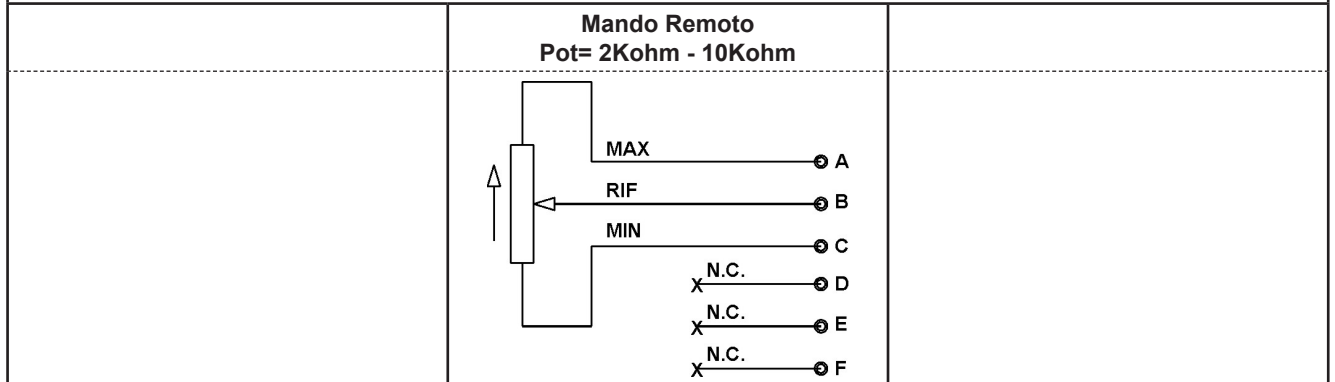 Mando Remoto
Pot= 2Kohm - 10Kohm
MAX
A
RIF
B
MIN
C
N.C.
D
N.C.
E
N.C.
F